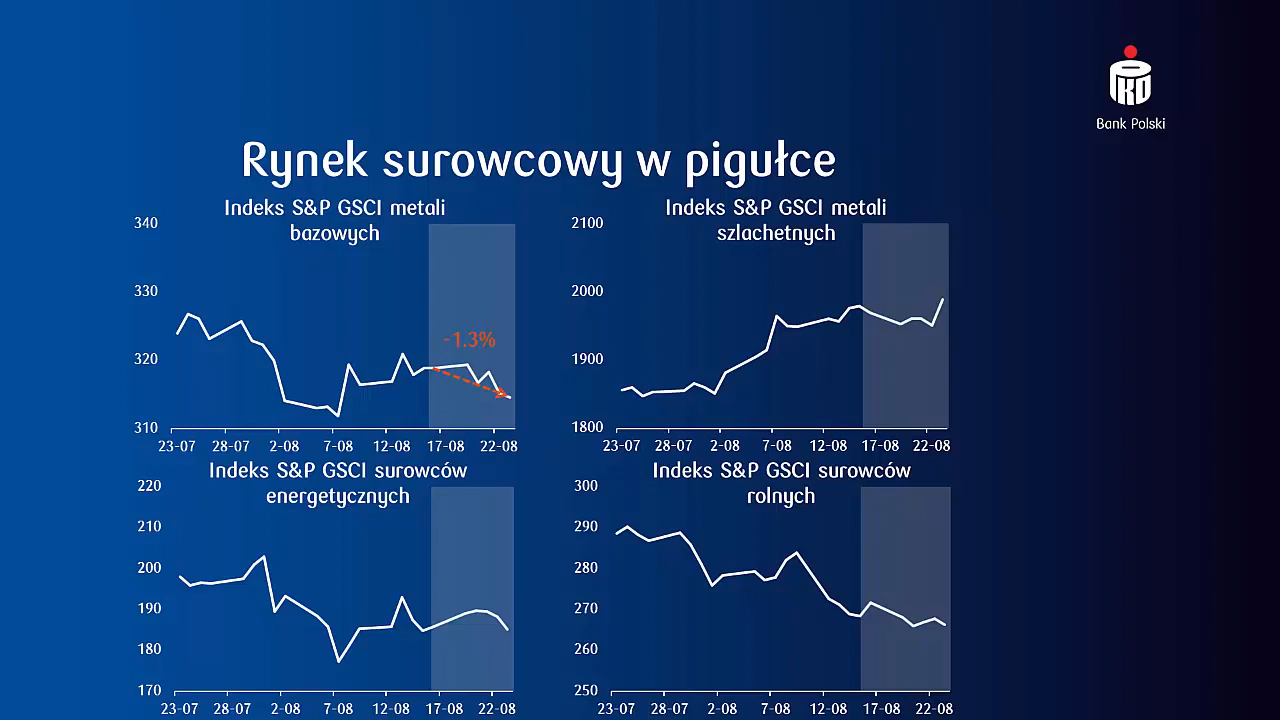 PKO
Bank Polski
Rynek surowcowy w pigułce
Indeks S&P GSCI metali
bazowych
340
330
320
310
-1.3%
23-07 28-07 2-08 7-08 12-08 17-08 22-08
Indeks S&P GSCI metali
szlachetnych
2100
2000
1900
1800
23-07 28-07 2-08 7-08 12-08 17-08 22-08
Indeks S&P GSCI surowców
energetycznych
220
210
200
190
180
170
23-07 28-07 2-08 7-08 12-08 17-08 22-08
Indeks S&P GSCI surowców
rolnych
300
290
280
270
260
250
23-07 28-07 2-08 7-08 12-08 17-08 22-08